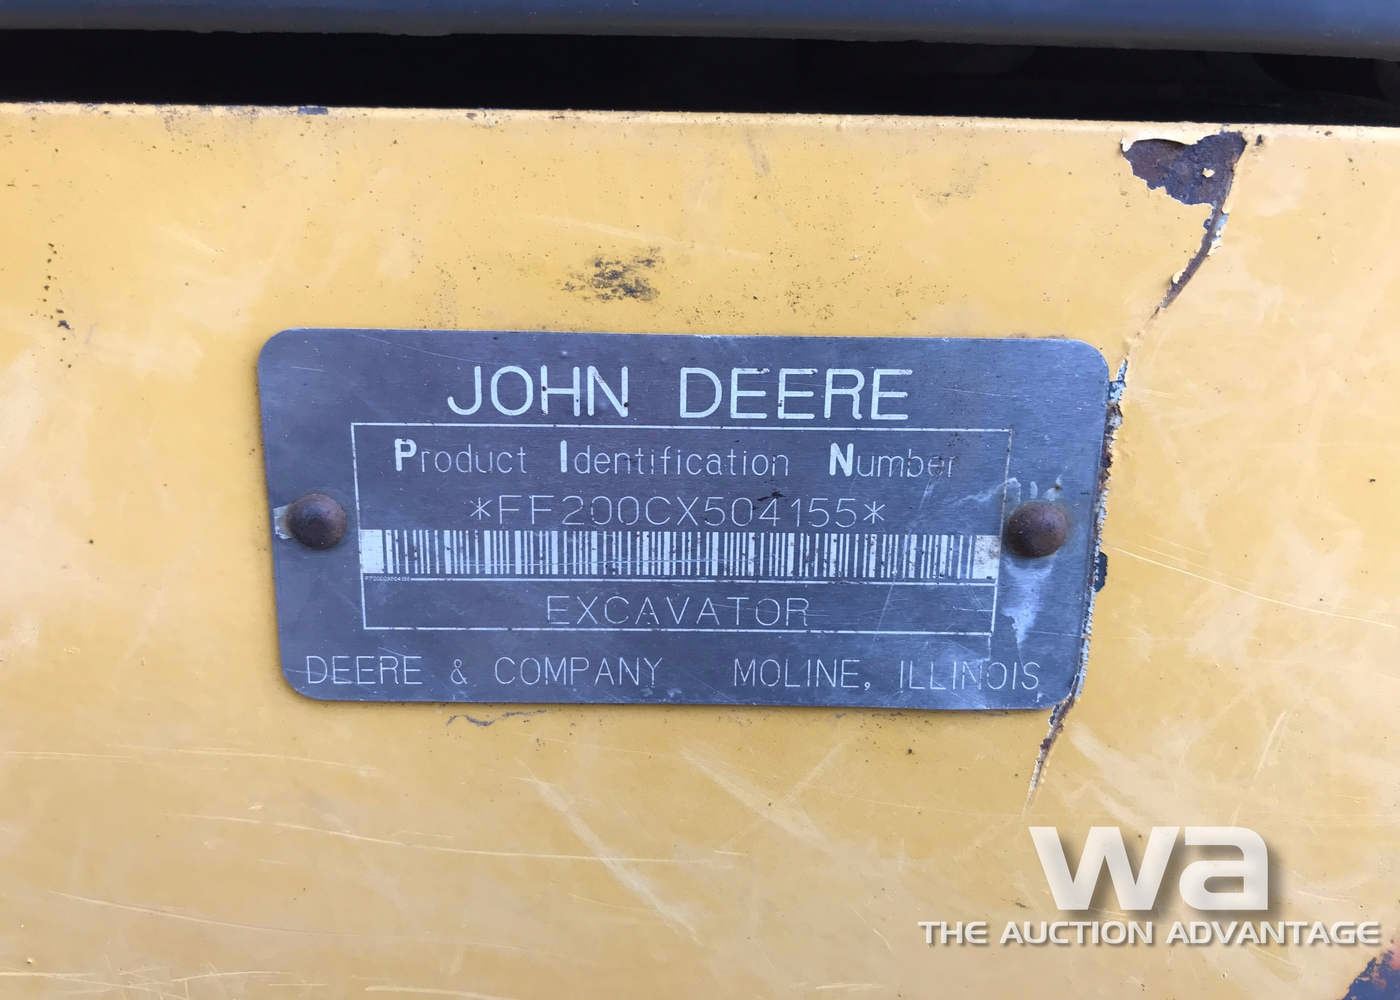 JOHN DEERE
Product Identification Number
*FF200CX504155*
EXCAVATOR
DEERE & COMPANY MOLINE, ILLINOIS
wa
THE AUCTION ADVANTAGE